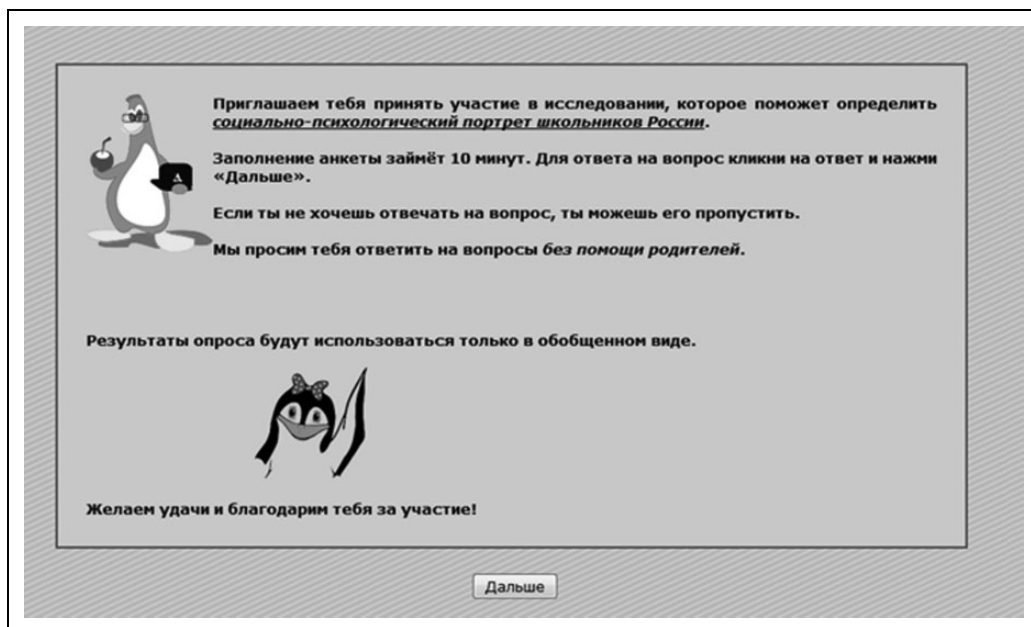 Приглашаем тебя принять участие в исследовании, которое поможет определить
социально-психологический портрет школьников России.
Заполнение анкеты займёт 10 минут. Для ответа на вопрос кликни на ответ и нажми
«Дальше».
Если ты не хочешь отвечать на вопрос, ты можешь его пропустить.
Мы просим тебя ответить на вопросы без помощи родителей.
Результаты опроса будут использоваться только в обобщенном виде.
Желаем удачи и благодарим тебя за участие!
Дальше